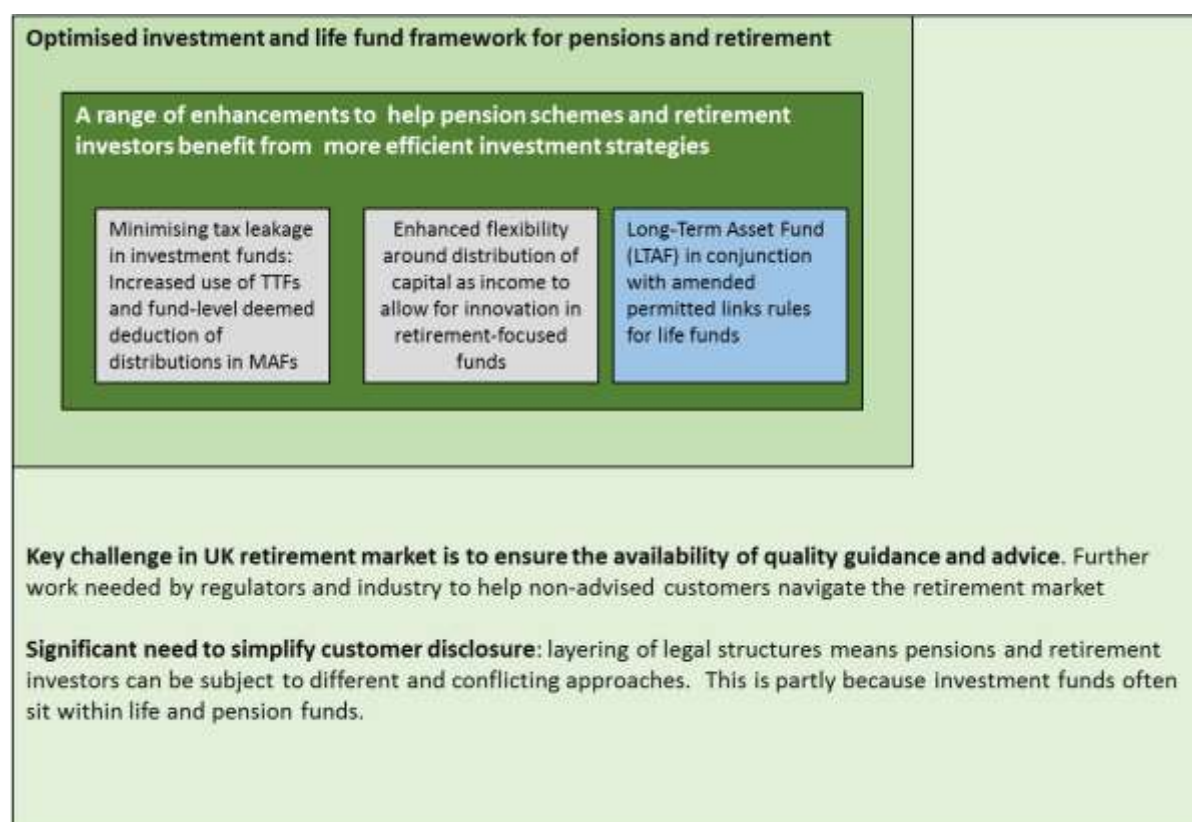 Optimised investment and life fund framework for pensions and retirement
A range of enhancements to help pension schemes and retirement
investors benefit from more efficient investment strategies
Minimising tax leakage
in investment funds:
Increased use of TTFs
and fund-level deemed
deduction of
distributions in MAFs
Enhanced flexibility
around distribution of
capital as income to
allow for innovation in
retirement-focused
funds
Long-Term Asset Fund
(LTAF) in conjunction
with amended
permitted links rules
for life funds
Key challenge in UK retirement market is to ensure the availability of quality guidance and advice. Further
work needed by regulators and industry to help non-advised customers navigate the retirement market
Significant need to simplify customer disclosure: layering of legal structures means pensions and retirement
investors can be subject to different and conflicting approaches. This is partly because investment funds often
sit within life and pension funds.